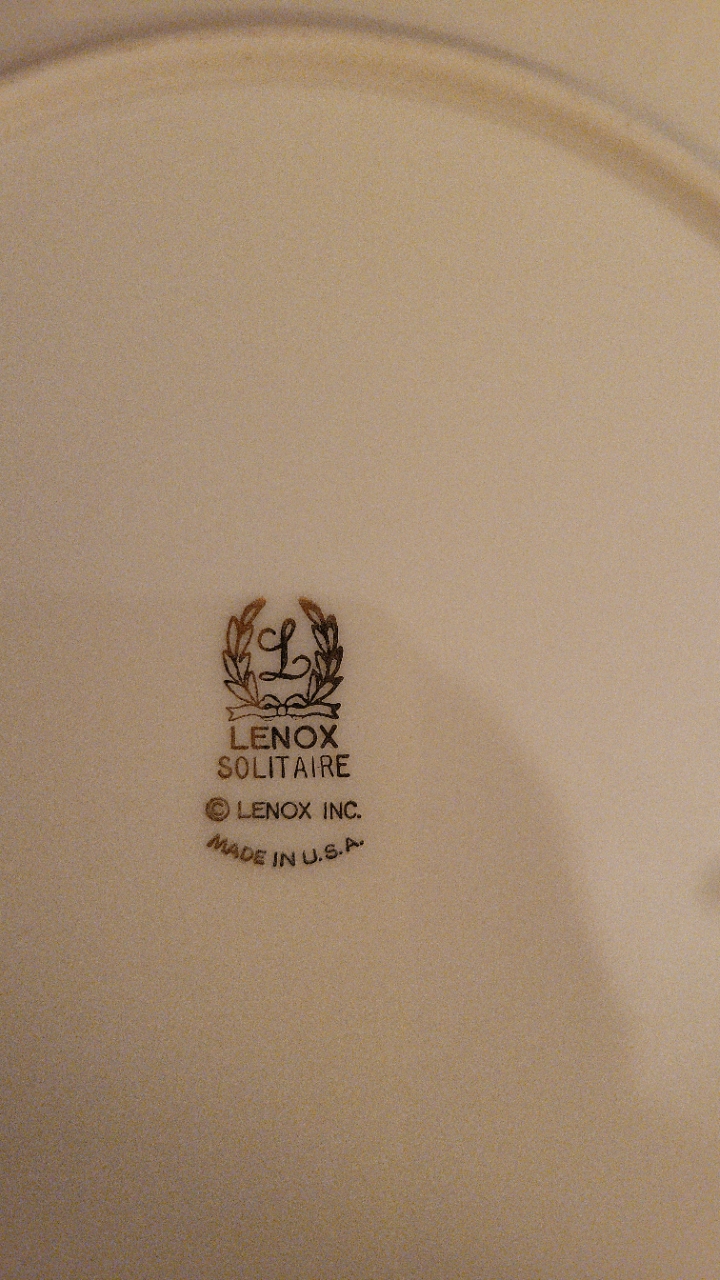 L
LENOX
SOLITAIRE
© LENOX INC.
MADE IN U.S.A.